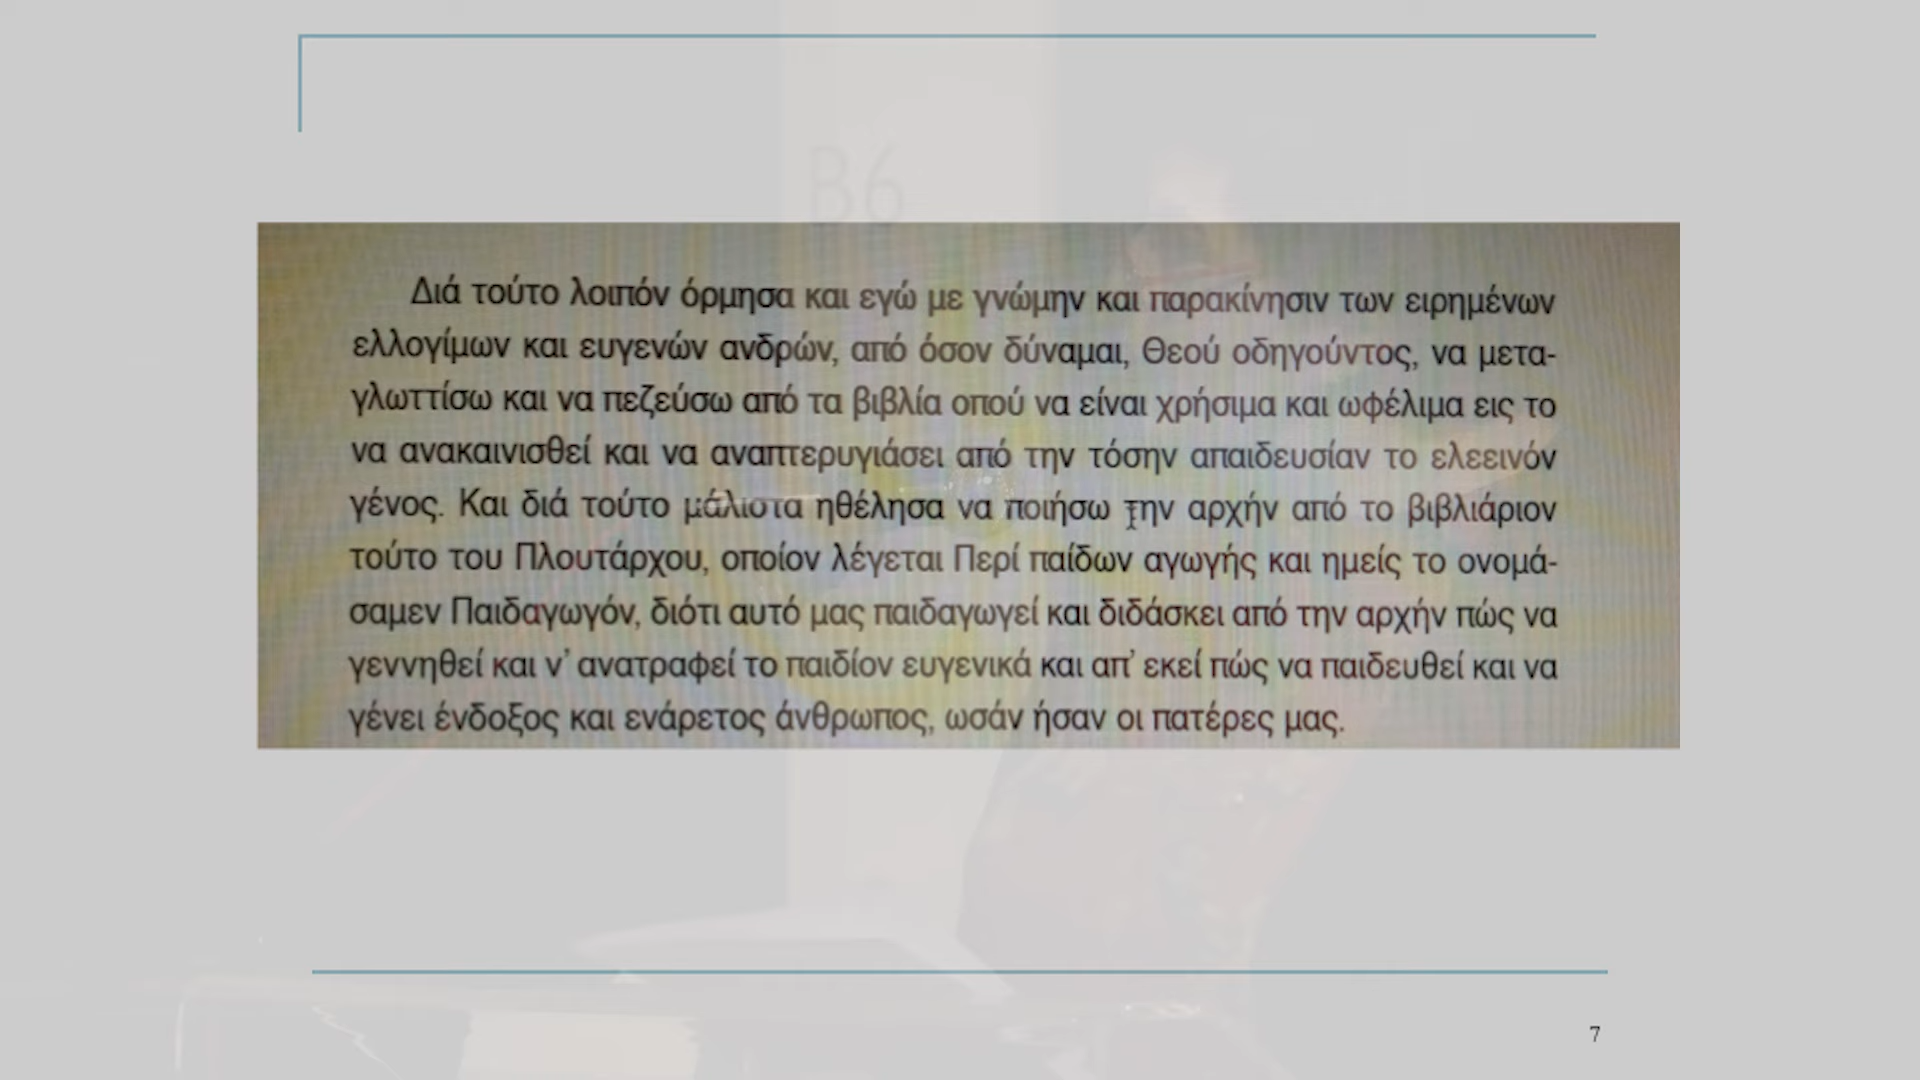 B6
Διά τούτο λοιπόν όρμησα και εγώ με γνώμην και παρακίνησιν των ειρημένων
ελλογίμων και ευγενών ανδρών, από όσον δύναμαι, Θεού οδηγούντος, να μετα-
γλωττίσω και να πεζεύσω από τα βιβλία οπού να είναι χρήσιμα και ωφέλιμα εις το
να ανακαινισθεί και να αναπτερυγιάσει από την τόσην απαιδευσίαν το ελεεινόν
γένος. Και διά τούτο μάλιστα ηθέλησα να ποιήσω την αρχήν από το βιβλιάριον
τούτο του Πλουτάρχου, οποίον λέγεται Περί παίδων αγωγής και ημείς το ονομά-
σαμεν Παιδαγωγόν, διότι αυτό μας παιδαγωγεί και διδάσκει από την αρχήν πώς να
γεννηθεί και ν’ ανατραφεί το παιδίον ευγενικά και απ’ εκεί πώς να παιδευθεί και να
γένει ένδοξος και ενάρετος άνθρωπος, ωσάν ήσαν οι πατέρες μας.
7